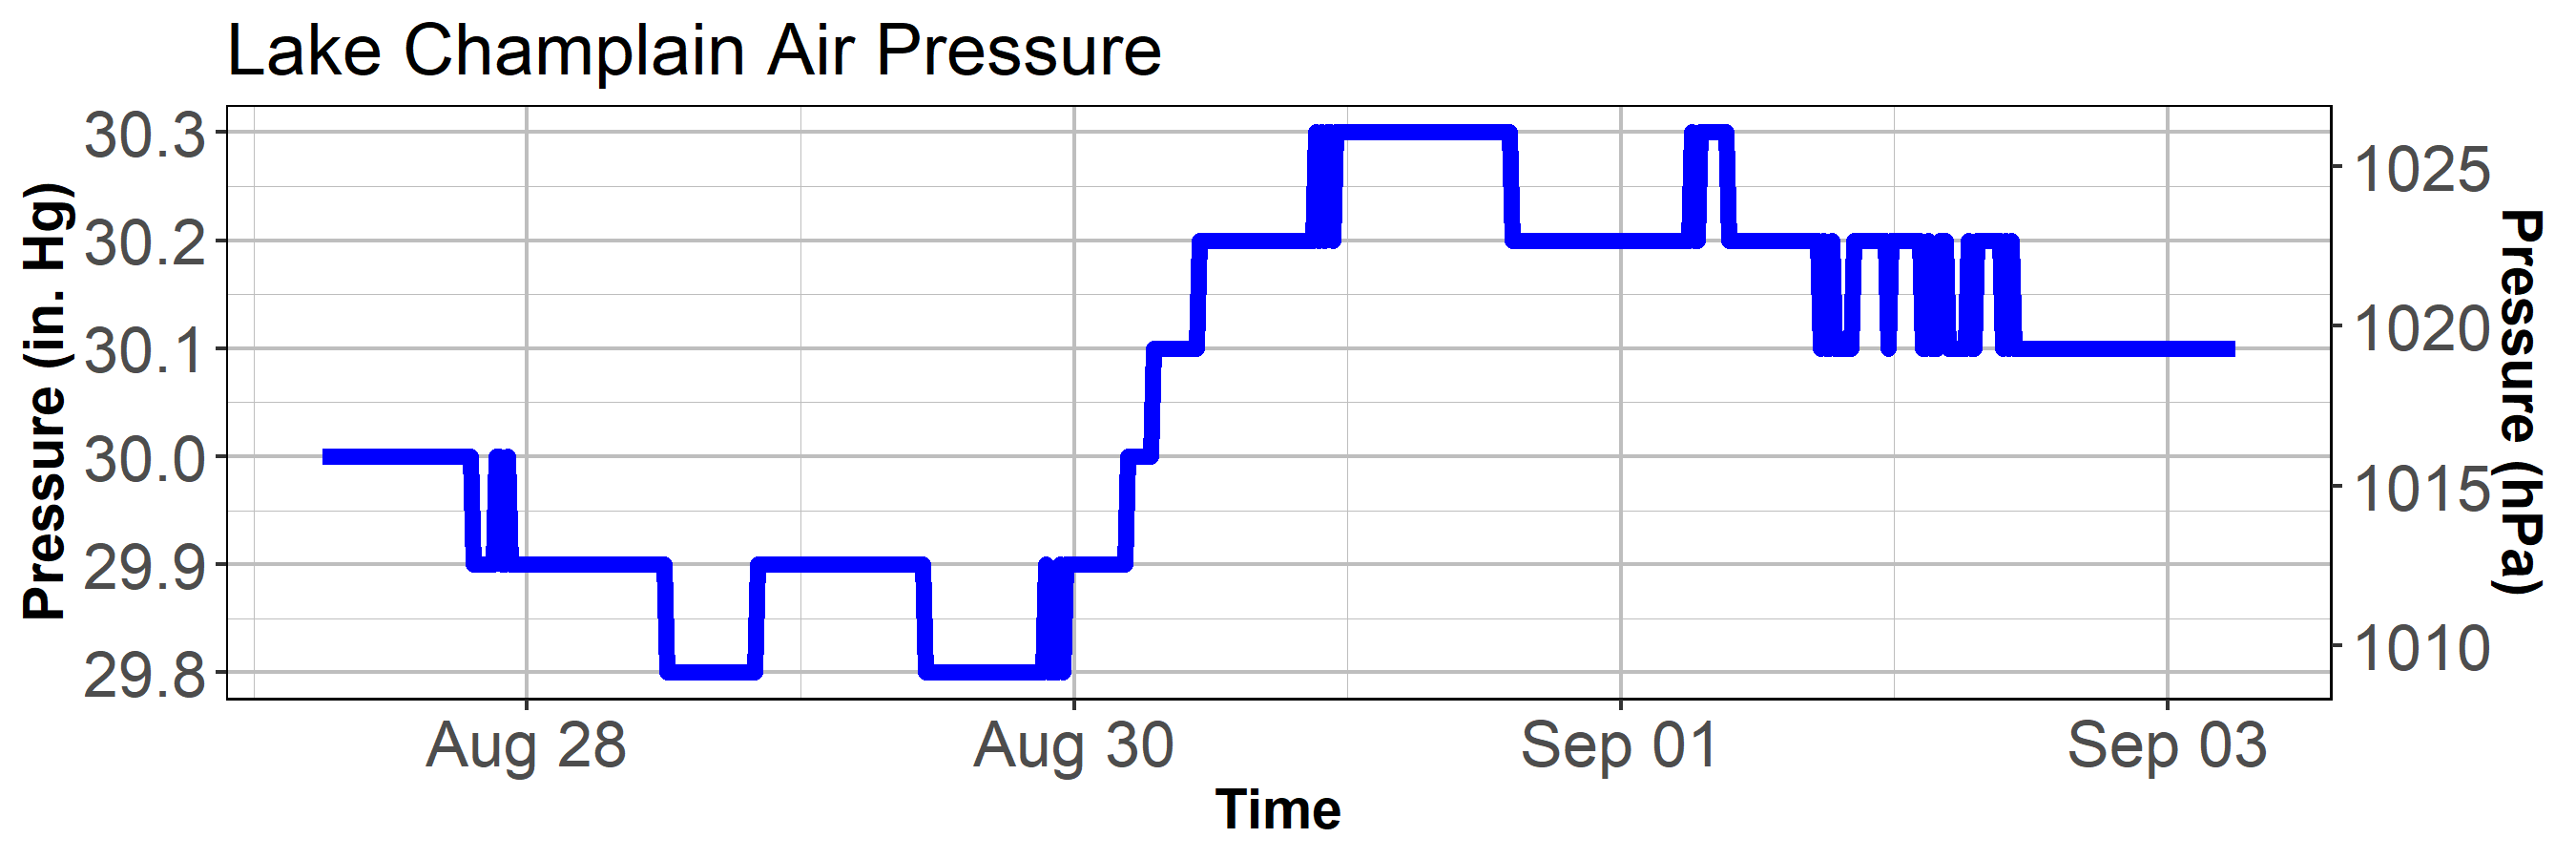 Lake Champlain Air Pressure
Pressure (in. Hg)
30.3
30.2
30.1
30.0
29.9
29.8
1025
1020
1015
1010
Pressure (hPa)
Aug 28
Aug 30
Sep 01
Sep 03
Time